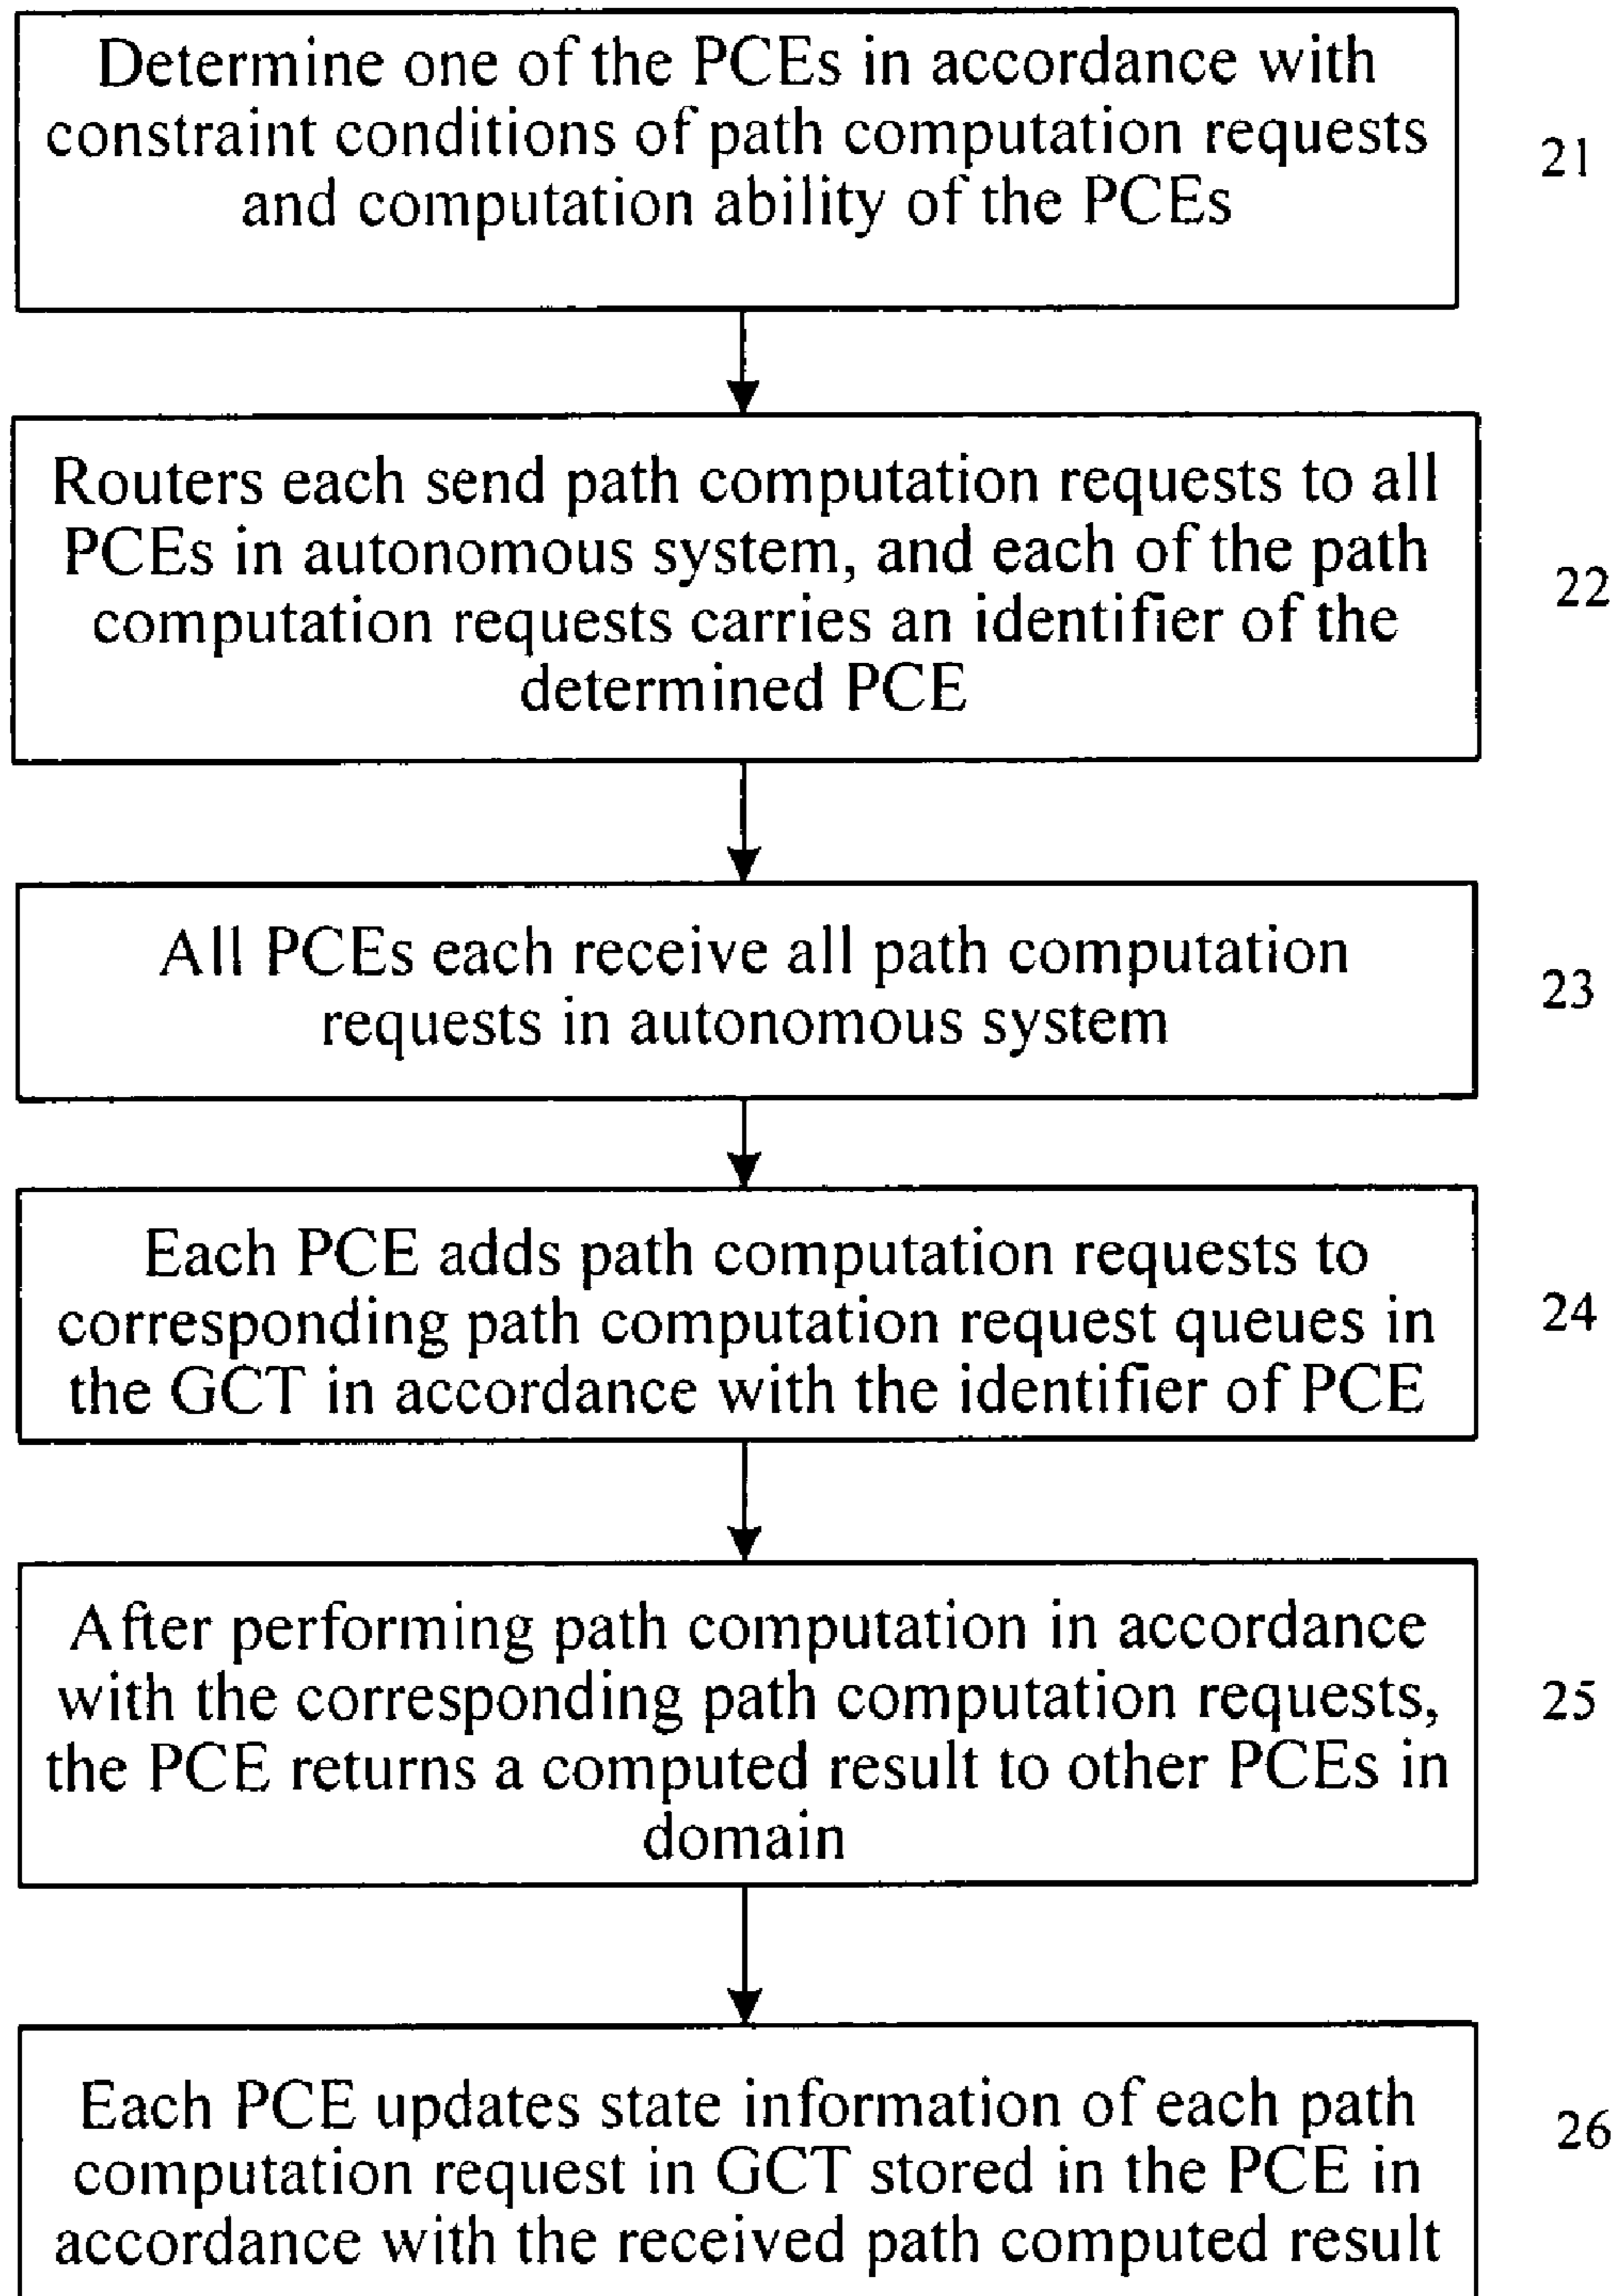 Determine one of the PCEs in accordance with
constraint conditions of path computation requests
and computation ability of the PCEs
21
Routers each send path computation requests to all
PCEs in autonomous system, and each of the path
computation requests carries an identifier of the
determined PCE
22
All PCEs each receive all path computation
requests in autonomous system
23
Each PCE adds path computation requests to
corresponding path computation request queues in
the GCT in accordance with the identifier of PCE
24
After performing path computation in accordance
with the corresponding path computation requests,
the PCE returns a computed result to other PCEs in
domain
25
Each PCE updates state information of each path
computation request in GCT stored in the PCE in
accordance with the received path computed result
26